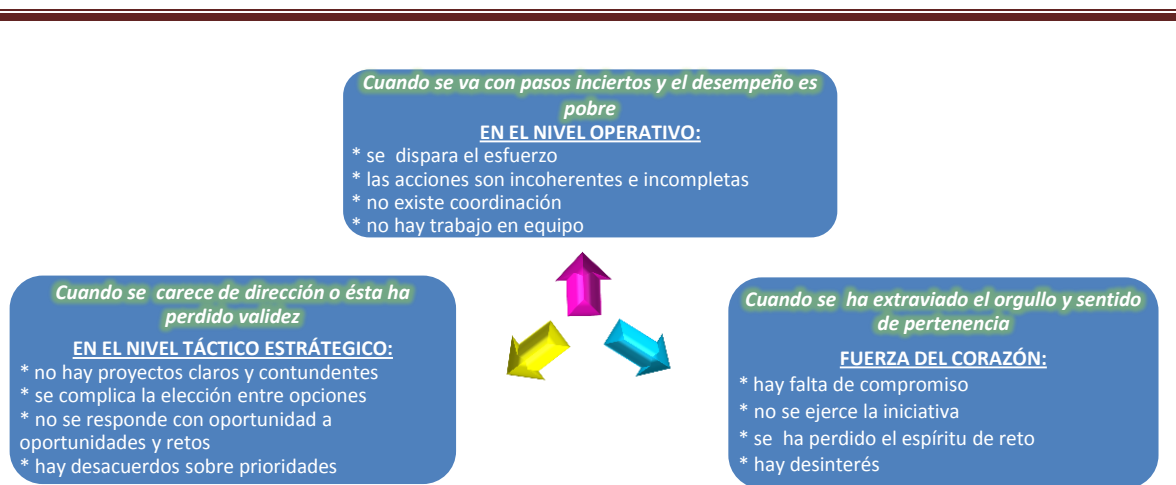 Cuando se va con pasos inciertos y el desempeño es
pobre
EN EL NIVEL OPERATIVO:
* se dispara el esfuerzo
* las acciones son incoherentes e incompletas
* no existe coordinación
* no hay trabajo en equipo
Cuando se carece de dirección o ésta ha
perdido validez
EN EL NIVEL TÁCTICO ESTRÁTEGICO:
* no hay proyectos claros y contundentes
* se complica la elección entre opciones
* no se responde con oportunidad a
oportunidades y retos
* hay desacuerdos sobre prioridades
Cuando se ha extraviado el orgullo y sentido
de pertenencia
FUERZA DEL CORAZÓN:
* hay falta de compromiso
* no se ejerce la iniciativa
* se ha perdido el espíritu de reto
* hay desinterés